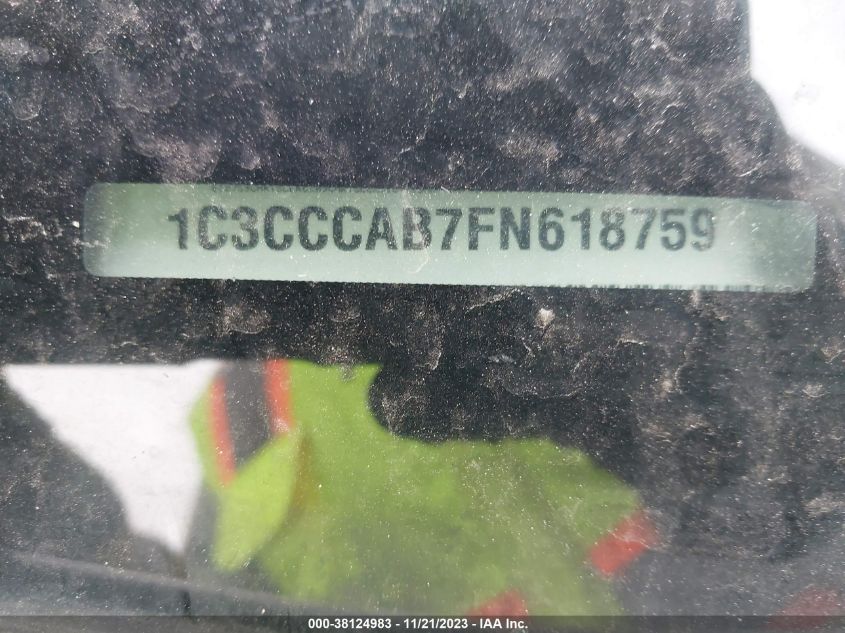 1C3CCCAB7FN618759
000-38124983 - 11/21/2023 - IAA Inc.